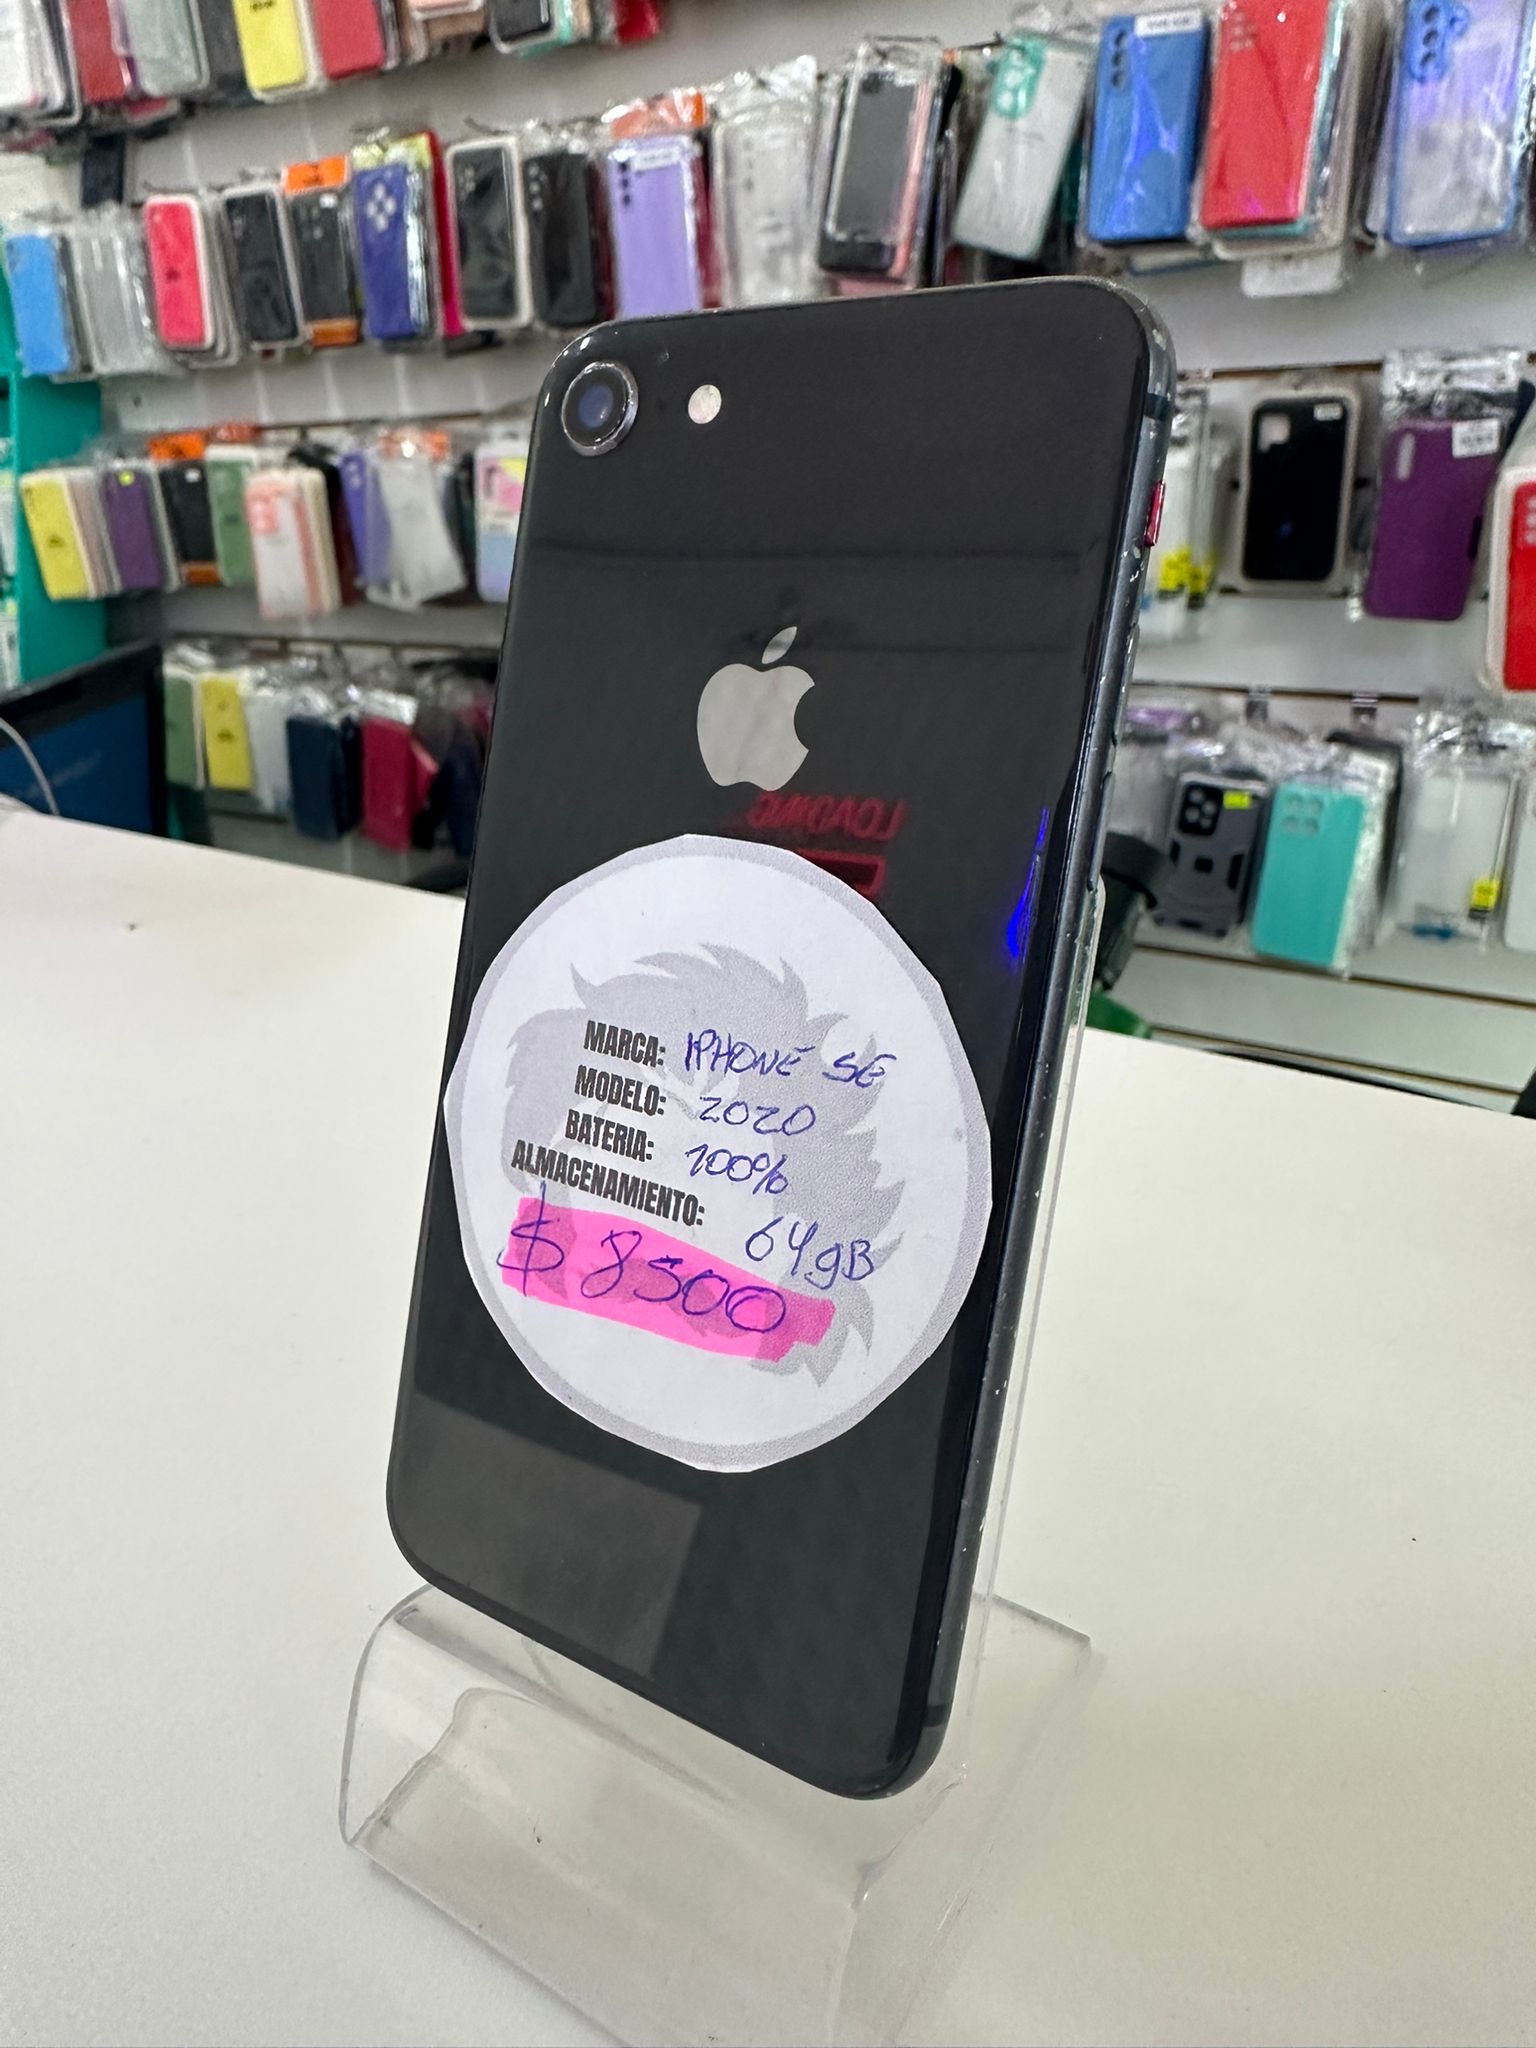 MARCA: IPHONE SE
MODELO: 2020
BATERIA: 100%
ALMACENAMIENTO: 64gB
$ 8500